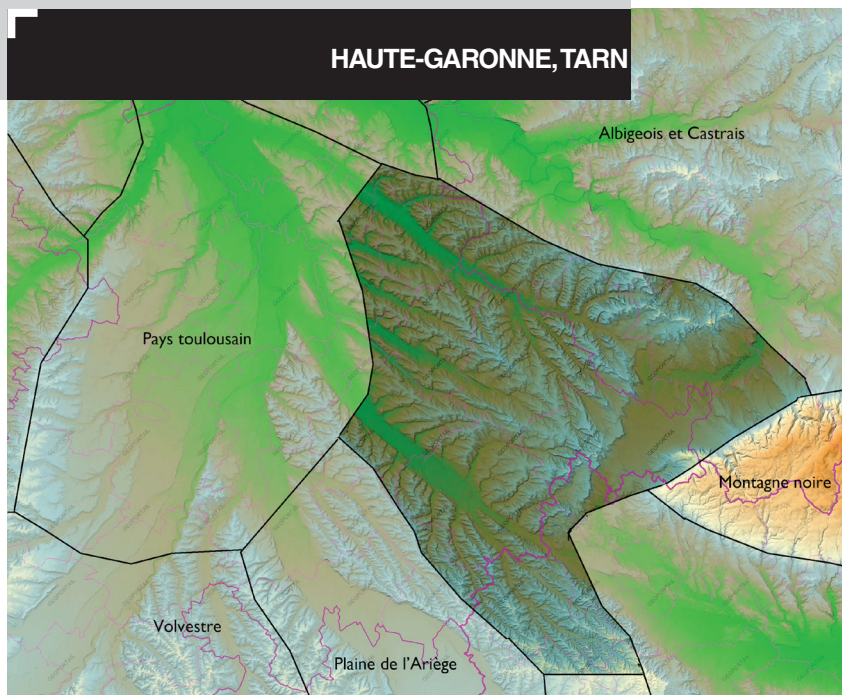 HAUTE-GARONNE, TARN
Albigeois et Castrais
Pays toulousain
Montagne noire
Volvestre
Plaine de l'Ariège